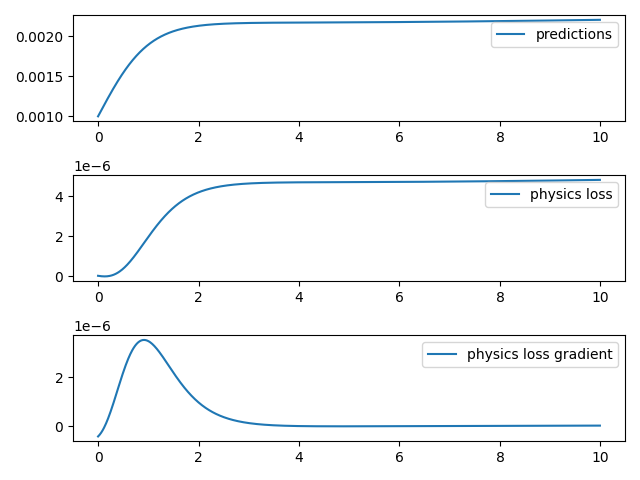 0.0020
predictions
0.0015
0.0010
0 2 4 6 8 10
1e−6
4
physics loss
2
0
0 2 4 6 8 10
1e−6
physics loss gradient
2
0
0 2 4 6 8 10